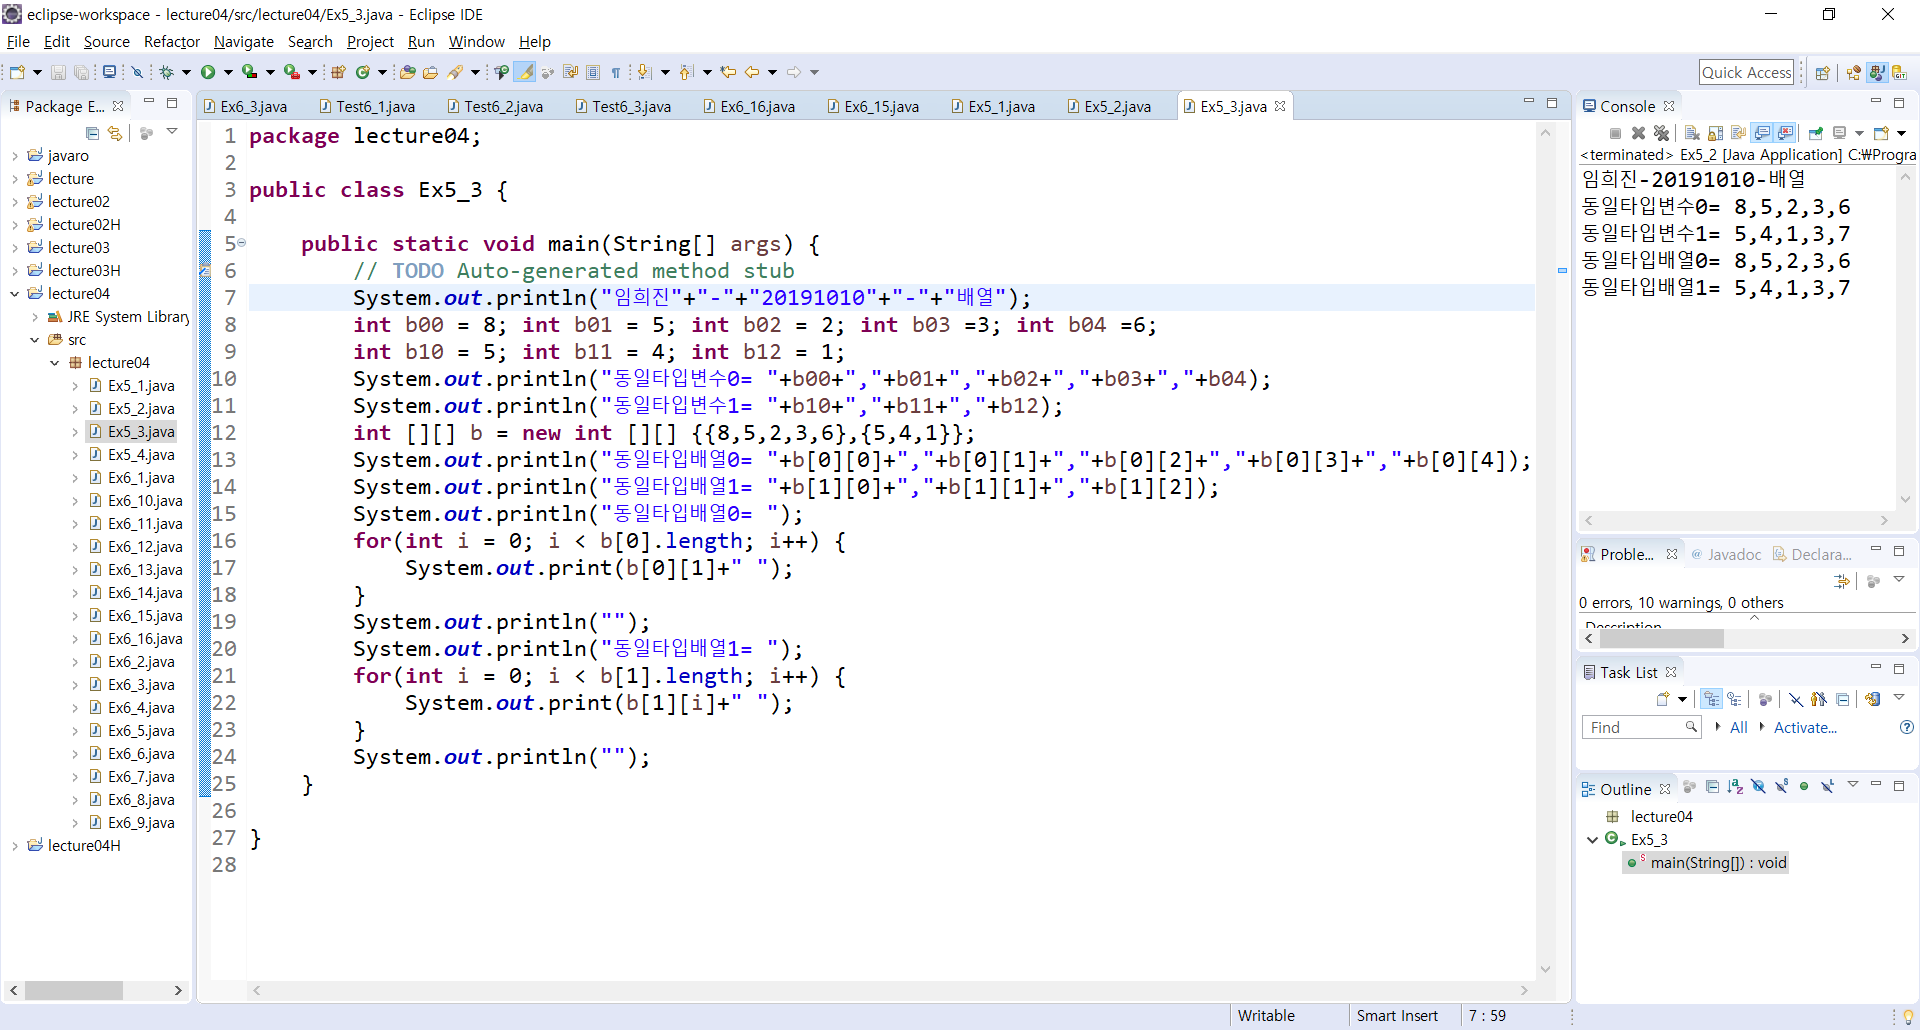 eclipse-workspace - lecture04/src/lecture04/Ex5_3.java - Eclipse IDE
File Edit Source Refactor Navigate Search Project Run Window Help
Quick Access
Package E...
javaro
lecture
lecture02
lecture02H
lecture03
lecture03H
lecture04
JRE System Library
src
lecture04
Ex5_1.java
Ex5_2.java
Ex5_3.java
Ex5_4.java
Ex6_1.java
Ex6_10.java
Ex6_11.java
Ex6_12.java
Ex6_13.java
Ex6_14.java
Ex6_15.java
Ex6_16.java
Ex6_2.java
Ex6_3.java
Ex6_4.java
Ex6_5.java
Ex6_6.java
Ex6_7.java
Ex6_8.java
Ex6_9.java
lecture04H
Ex6_3.java Test6_1.java Test6_2.java Test6_3.java Ex6_16.java Ex6_15.java Ex5_1.java Ex5_2.java Ex5_3.java
1 package lecture04;
2
3 public class Ex5_3 {
4
5 public static void main(String[] args) {
6 // TODO Auto-generated method stub
7 System.out.println("임희진"+"-"+"20191010"+"-"+"배열");
8 int b00 = 8; int b01 = 5; int b02 = 2; int b03 =3; int b04 =6;
9 int b10 = 5; int b11 = 4; int b12 = 1;
10 System.out.println("동일타입변수0= "+b00+","+b01+","+b02+","+b03+","+b04);
11 System.out.println("동일타입변수1= "+b10+","+b11+","+b12);
12 int [][] b = new int [][] {{8,5,2,3,6},{5,4,1}};
13 System.out.println("동일타입배열0= "+b[0][0]+","+b[0][1]+","+b[0][2]+","+b[0][3]+","+b[0][4]);
14 System.out.println("동일타입배열1= "+b[1][0]+","+b[1][1]+","+b[1][2]);
15 System.out.println("동일타입배열0= ");
16 for(int i = 0; i < b[0].length; i++) {
17 System.out.print(b[0][1]+" ");
18 }
19 System.out.println("");
20 System.out.println("동일타입배열1= ");
21 for(int i = 0; i < b[1].length; i++) {
22 System.out.print(b[1][i]+" ");
23 }
24 System.out.println("");
25 }
26
27 }
28
Console
<terminated> Ex5_2 [Java Application] C:₩Progra
임희진-20191010-배열
동일타입변수0= 8,5,2,3,6
동일타입변수1= 5,4,1,3,7
동일타입배열0= 8,5,2,3,6
동일타입배열1= 5,4,1,3,7
Proble... Javadoc Declara...
0 errors, 10 warnings, 0 others
Description
Task List
Find All Activate...
Outline
lecture04
Ex5_3
main(String[]) : void
Writable Smart Insert 7 : 59